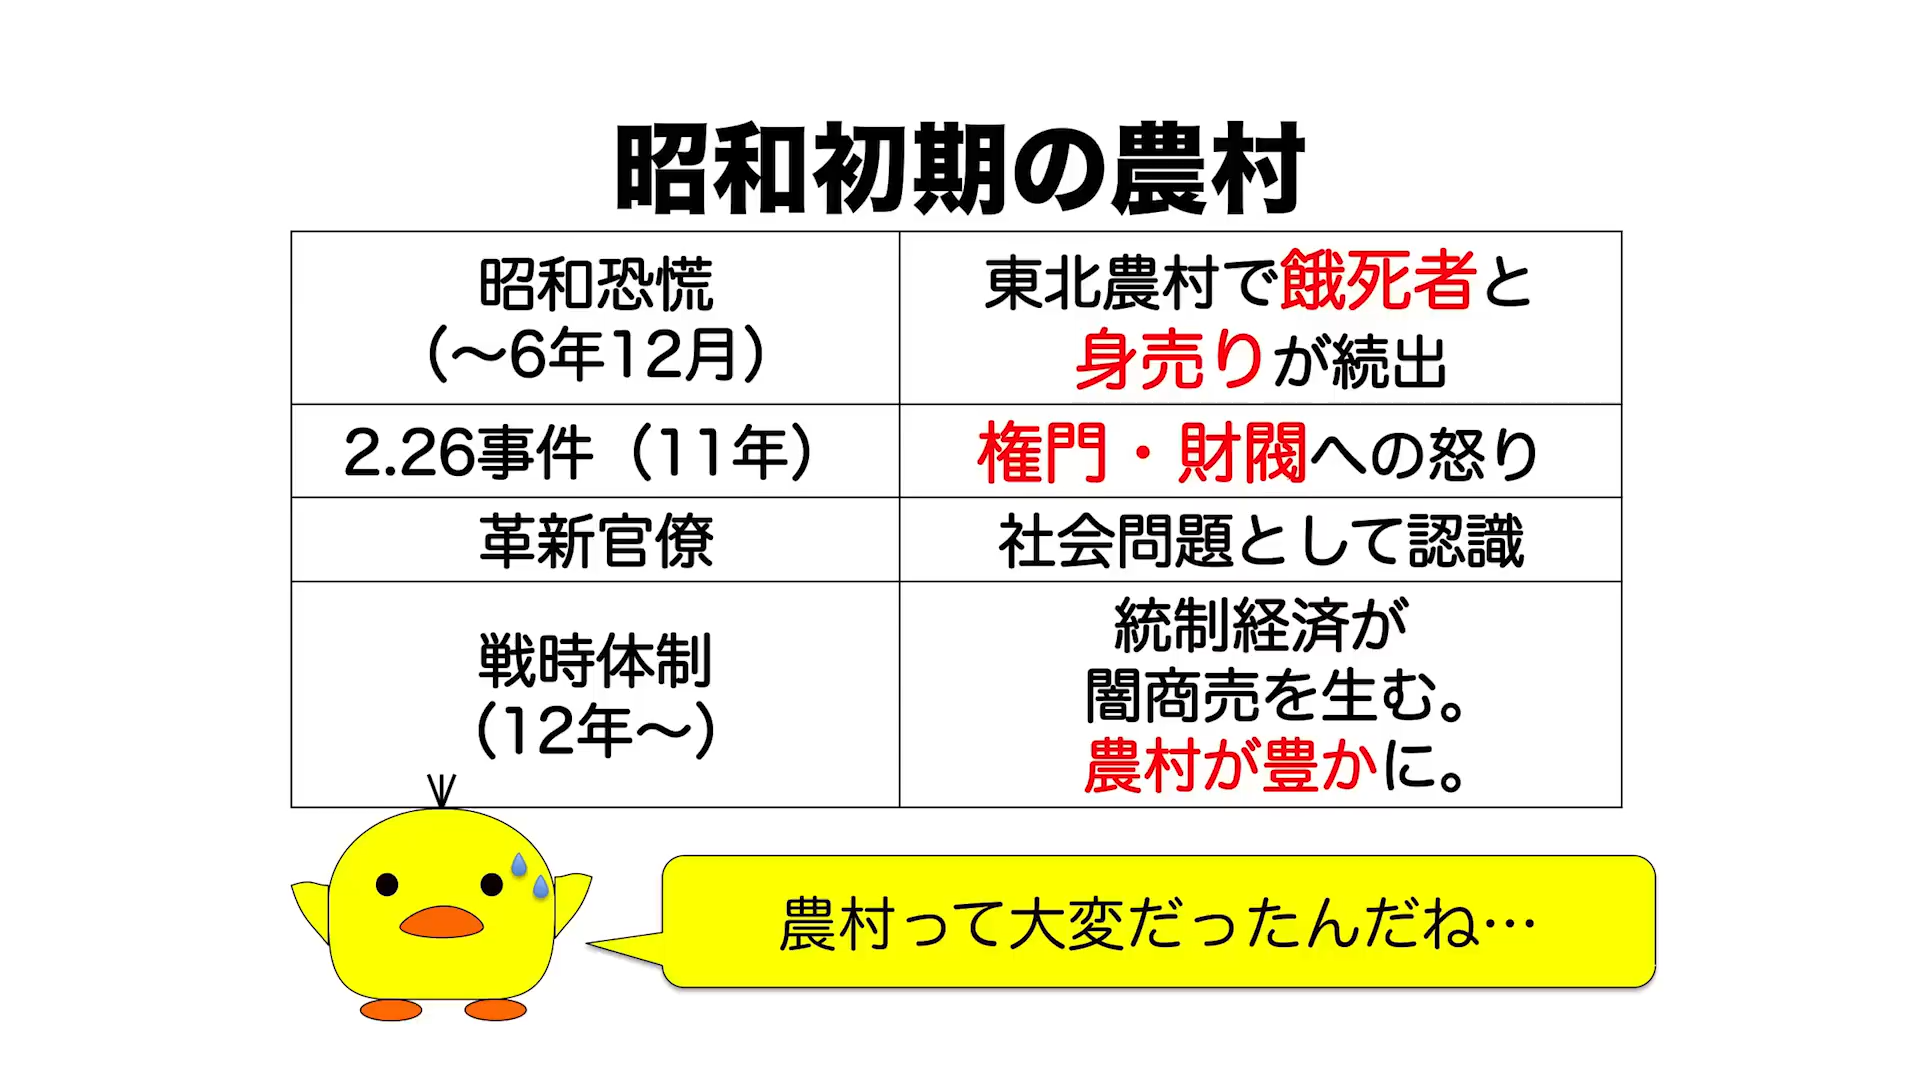 昭和初期の農村
昭和恐慌
（〜6年12月）
東北農村で餓死者と
身売りが続出
2.26事件（11年）
権門・財閥への怒り
革新官僚
社会問題として認識
戦時体制
（12年〜）
統制経済が
闇商売を生む。
農村が豊かに。
農村って大変だったんだね…